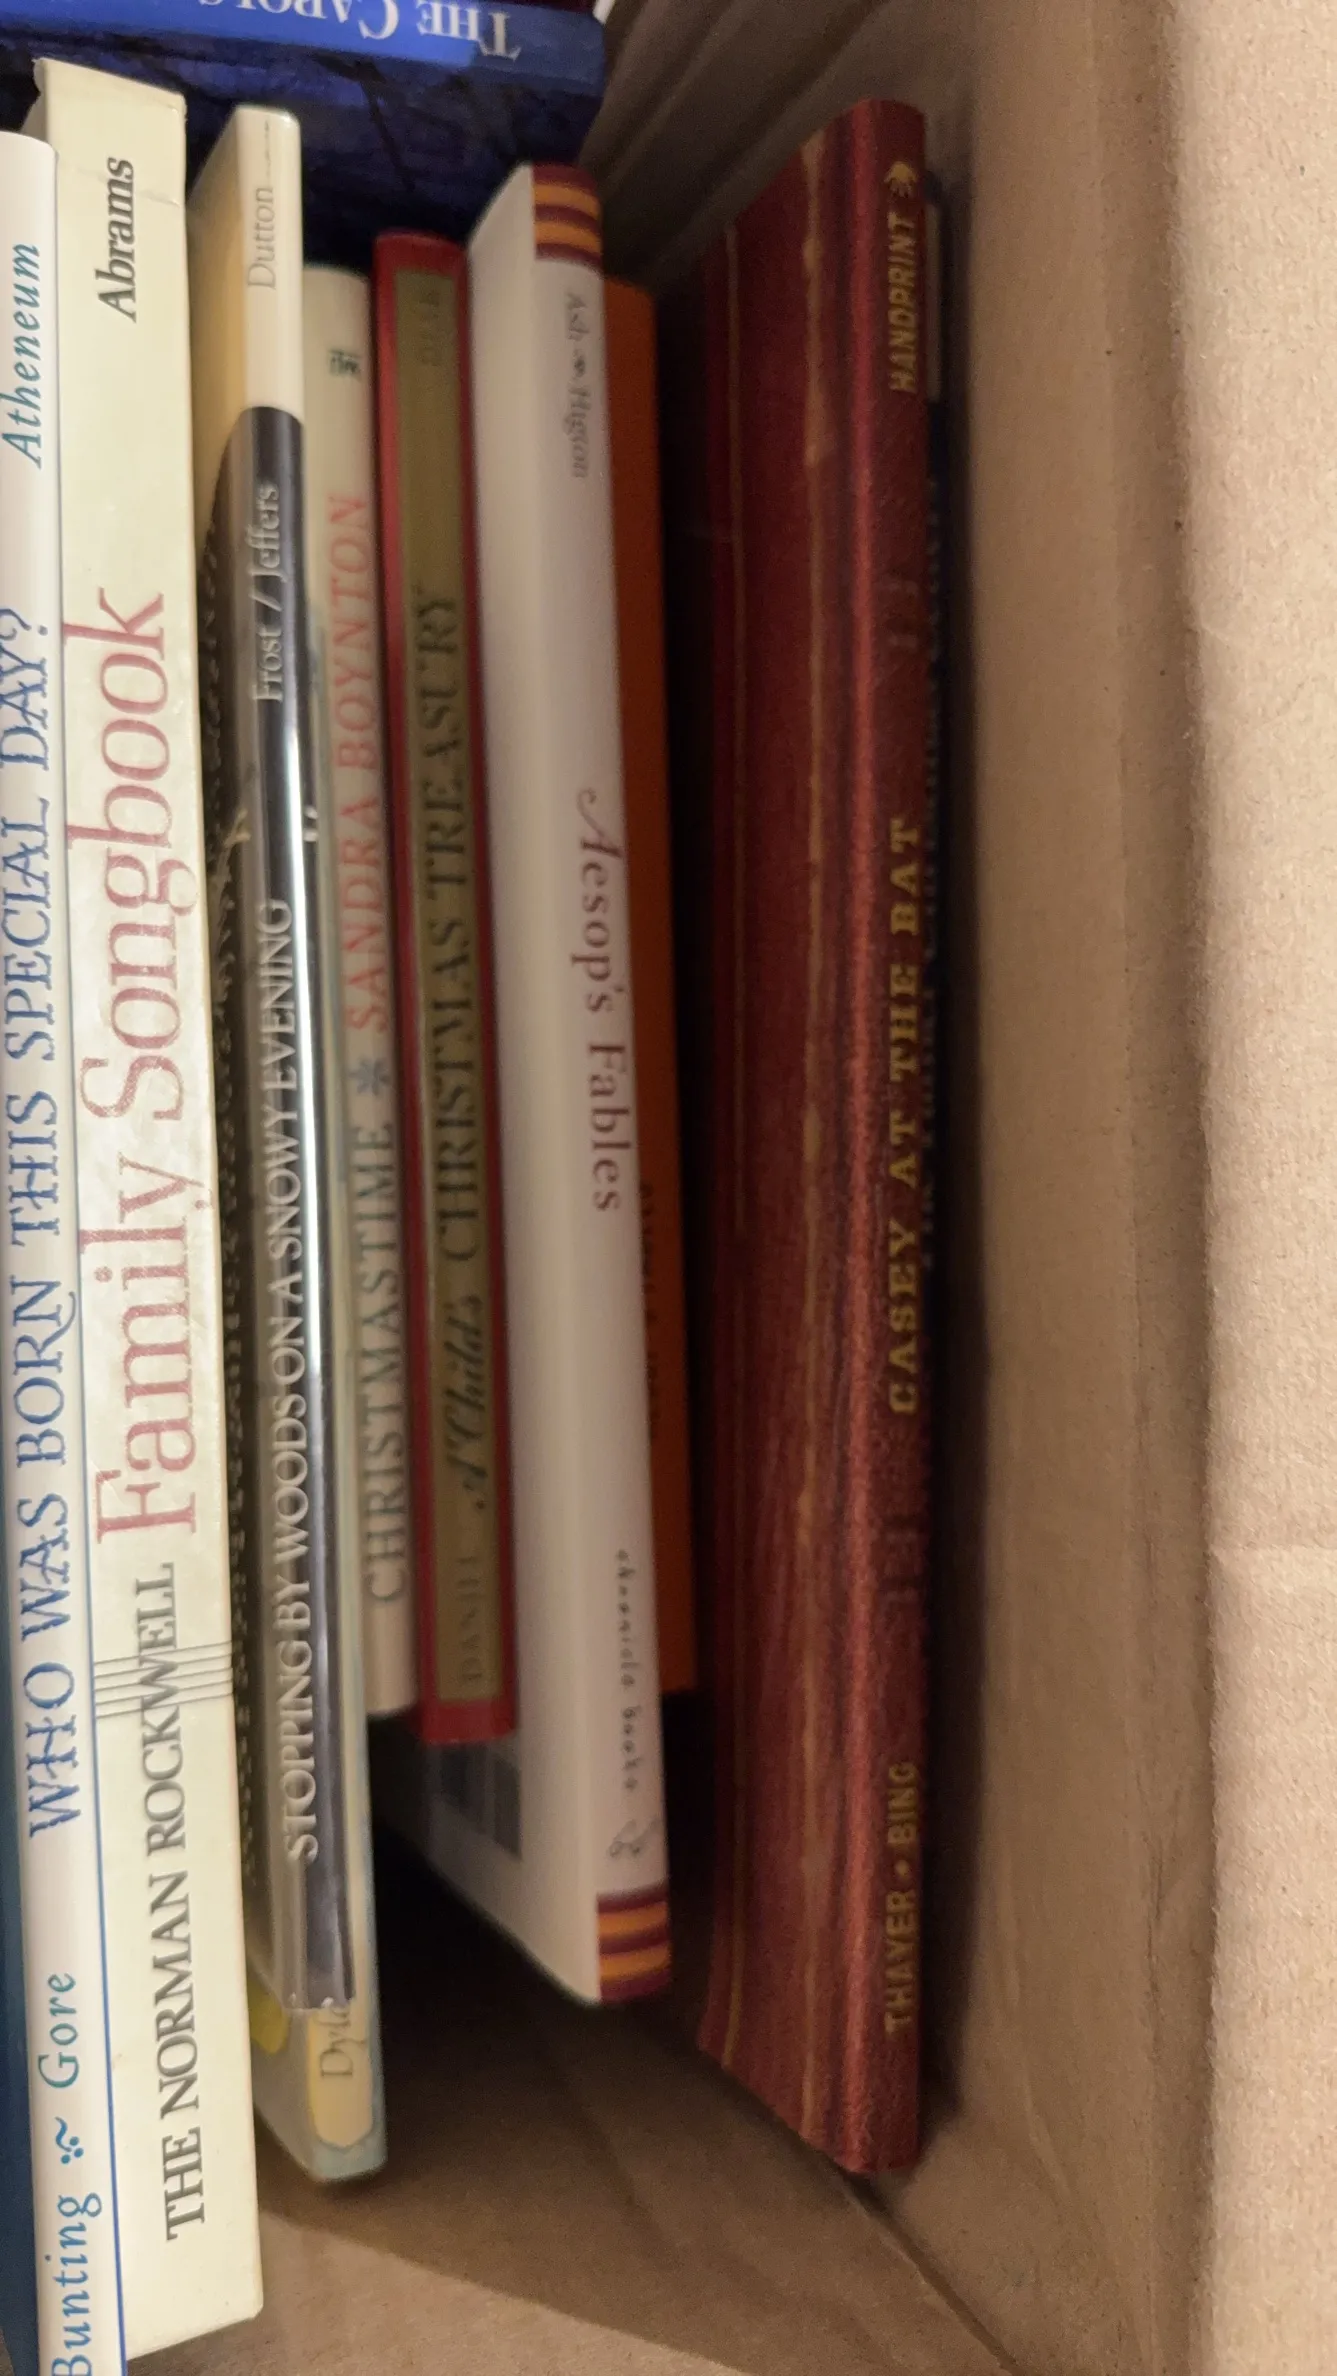 THE CAROLS
Bunting Gore WHO WAS BORN THIS SPECIAL DAY? Atheneum
THE NORMAN ROCKWELL Family Songbook Abrams
STOPPING BY WOODS ON A SNOWY EVENING Frost / Jeffers Dutton
CHRISTMASTIME * SANDRA BOYNTON
A Child's CHRISTMAS TREASURY
Ash Higton Aesop's Fables chronicle books
THAYER • BING CASEY AT THE BAT HANDPRINT